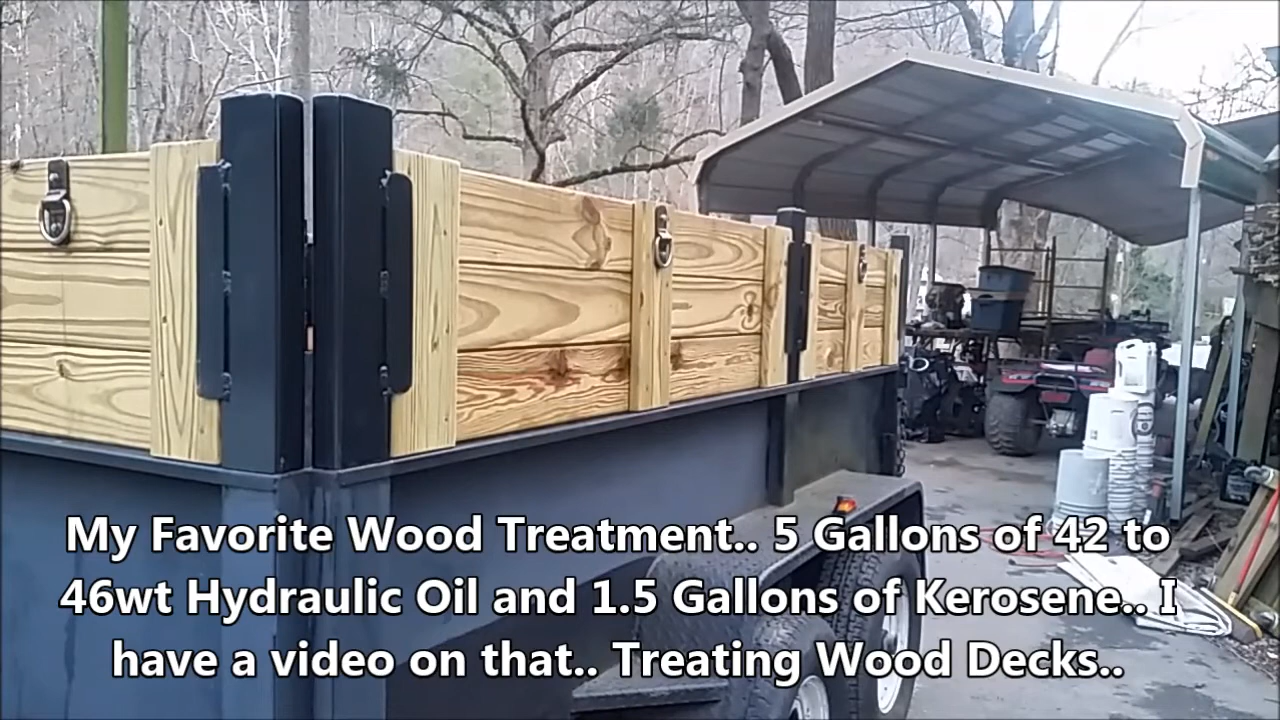 My Favorite Wood Treatment.. 5 Gallons of 42 to
46wt Hydraulic Oil and 1.5 Gallons of Kerosene.. I
have a video on that.. Treating Wood Decks..